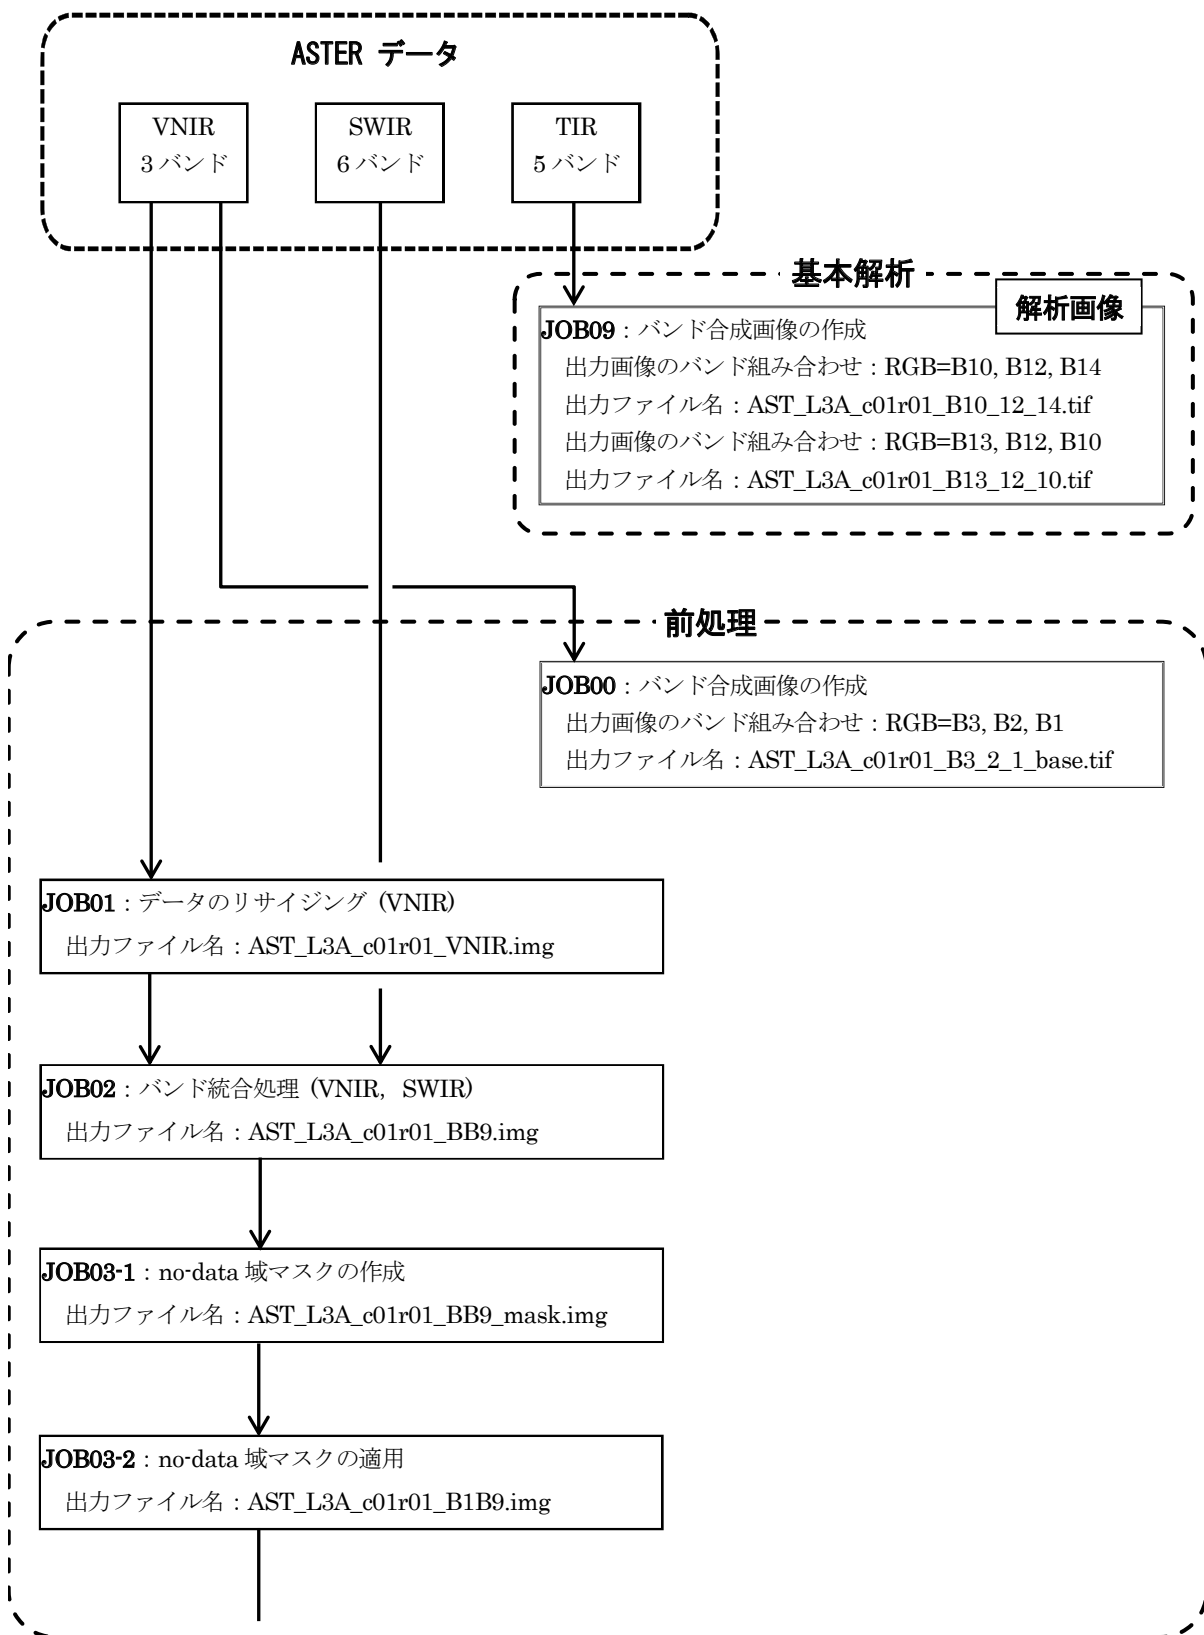 ASTER データ
VNIR
3 バンド
SWIR
6 バンド
TIR
5 バンド
基本解析
解析画像
JOB09：バンド合成画像の作成
出力画像のバンド組み合わせ：RGB=B10, B12, B14
出力ファイル名：AST_L3A_c01r01_B10_12_14.tif
出力画像のバンド組み合わせ：RGB=B13, B12, B10
出力ファイル名：AST_L3A_c01r01_B13_12_10.tif
前処理
JOB00：バンド合成画像の作成
出力画像のバンド組み合わせ：RGB=B3, B2, B1
出力ファイル名：AST_L3A_c01r01_B3_2_1_base.tif
JOB01：データのリサイジング (VNIR)
出力ファイル名：AST_L3A_c01r01_VNIR.img
JOB02：バンド統合処理 (VNIR, SWIR)
出力ファイル名：AST_L3A_c01r01_BB9.img
JOB03-1：no-data 域マスクの作成
出力ファイル名：AST_L3A_c01r01_BB9_mask.img
JOB03-2：no-data 域マスクの適用
出力ファイル名：AST_L3A_c01r01_B1B9.img